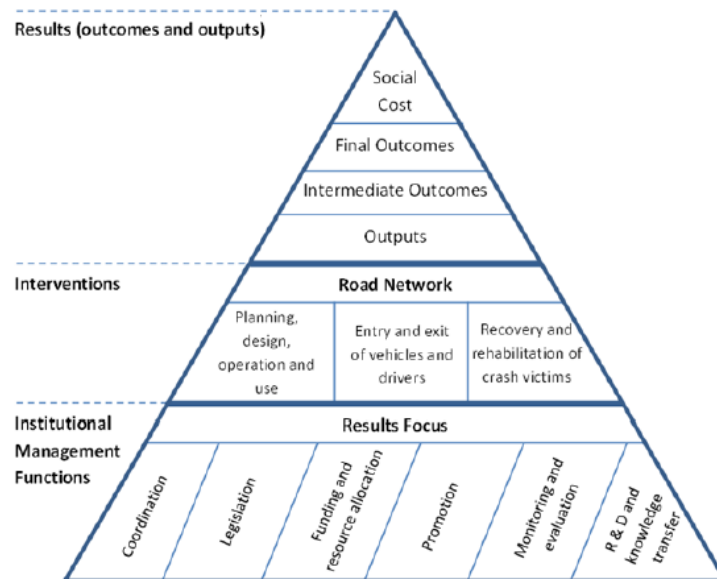 Results (outcomes and outputs)
Social
Cost
Final Outcomes
Intermediate Outcomes
Outputs
Interventions
Road Network
Planning,
design,
operation and
use
Entry and exit
of vehicles and
drivers
Recovery and
rehabilitation of
crash victims
Institutional
Management
Functions
Results Focus
Coordination
Legislation
Funding and
resource allocation
Promotion
Monitoring and
evaluation
R & D and
knowledge
transfer